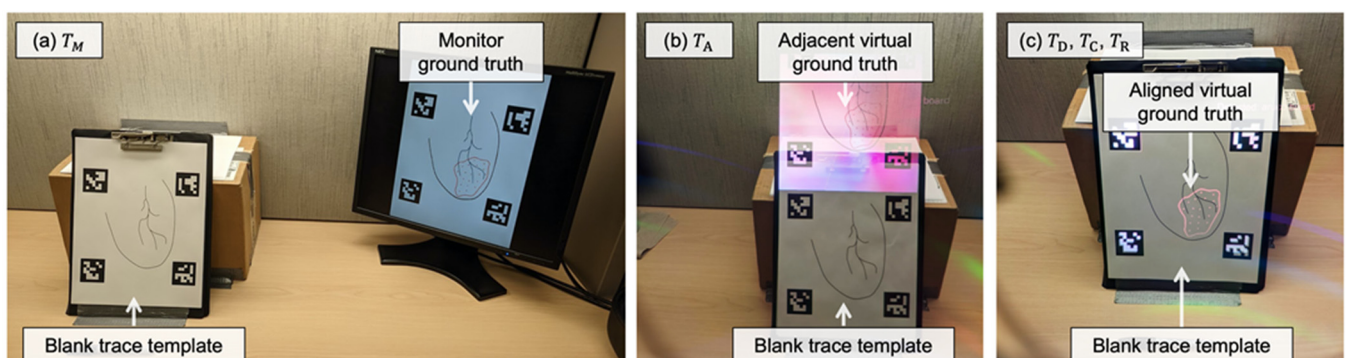 (a) T_M
Monitor
ground truth
Blank trace template
(b) T_A
Adjacent virtual
ground truth
board
Blank trace template
(c) T_D, T_C, T_R
Aligned virtual
ground truth
Blank trace template